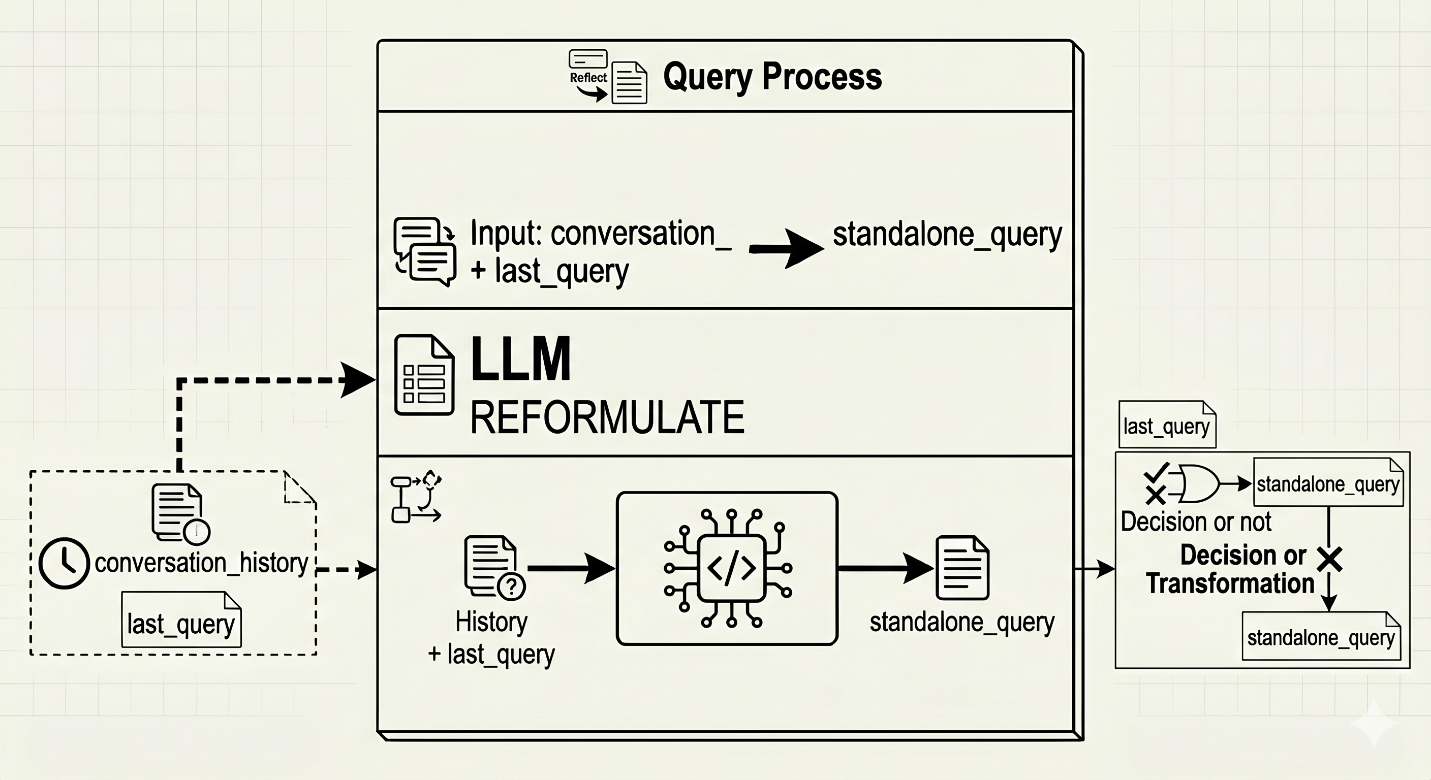 Reflect
Query Process
Input: conversation_
+ last_query
standalone_query
LLM
REFORMULATE
conversation_history
last_query
</>
?
History
+ last_query
standalone_query
last_query
standalone_query
Decision or not
Decision or
Transformation
standalone_query